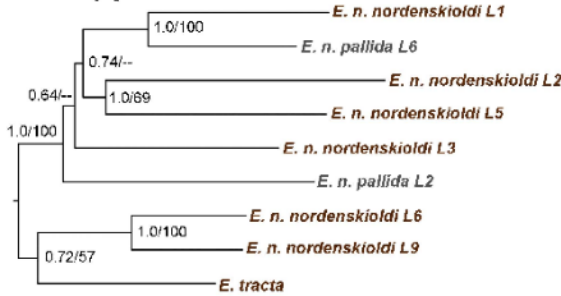 E. n. nordenskioldi L1
1.0/100
E. n. pallida L6
0.74/--
E. n. nordenskioldi L2
0.64/--
1.0/69
E. n. nordenskioldi L5
1.0/100
E. n. nordenskioldi L3
E. n. pallida L2
E. n. nordenskioldi L6
1.0/100
E. n. nordenskioldi L9
0.72/57
E. tracta